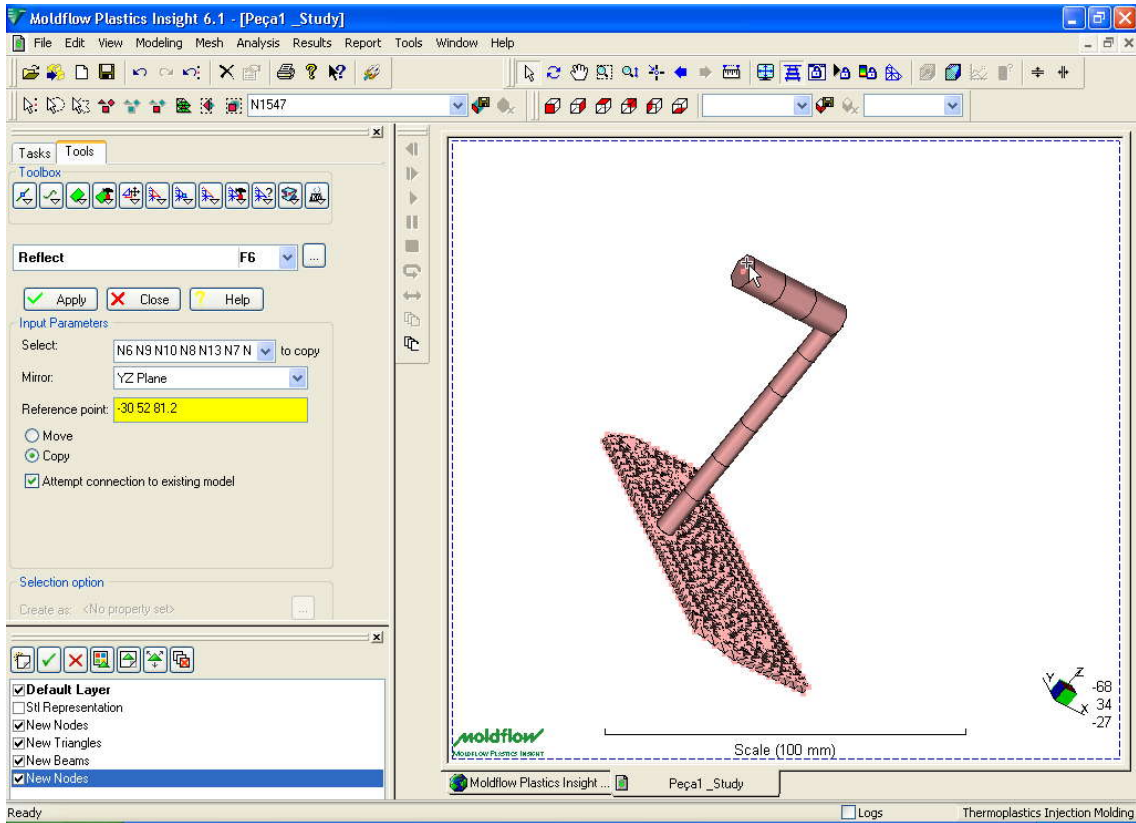 Moldflow Plastics Insight 6.1 - [Peça1 _Study]
File Edit View Modeling Mesh Analysis Results Report Tools Window Help
N1547
Tasks Tools
Toolbox
Reflect F6 ...
Apply Close ? Help
Input Parameters
Select: N6 N9 N10 N8 N13 N7 N to copy
Mirror: YZ Plane
Reference point: -30 52 81.2
Move
Copy
Attempt connection to existing model
Selection option
Create as: <No property set> ...
Default Layer
Stl Representation
New Nodes
New Triangles
New Beams
New Nodes
Y Z X
-68
34
-27
moldflow
MOLDFLOW PLASTICS INSIGHT
Scale (100 mm)
Moldflow Plastics Insight ... Peça1 _Study
Ready Logs Thermoplastics Injection Molding